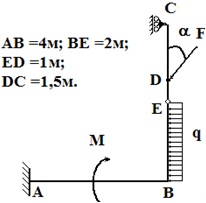 C
α F
AB =4м; BE =2м;
ED =1м;
DC =1,5м.
D
E
M
q
A
B